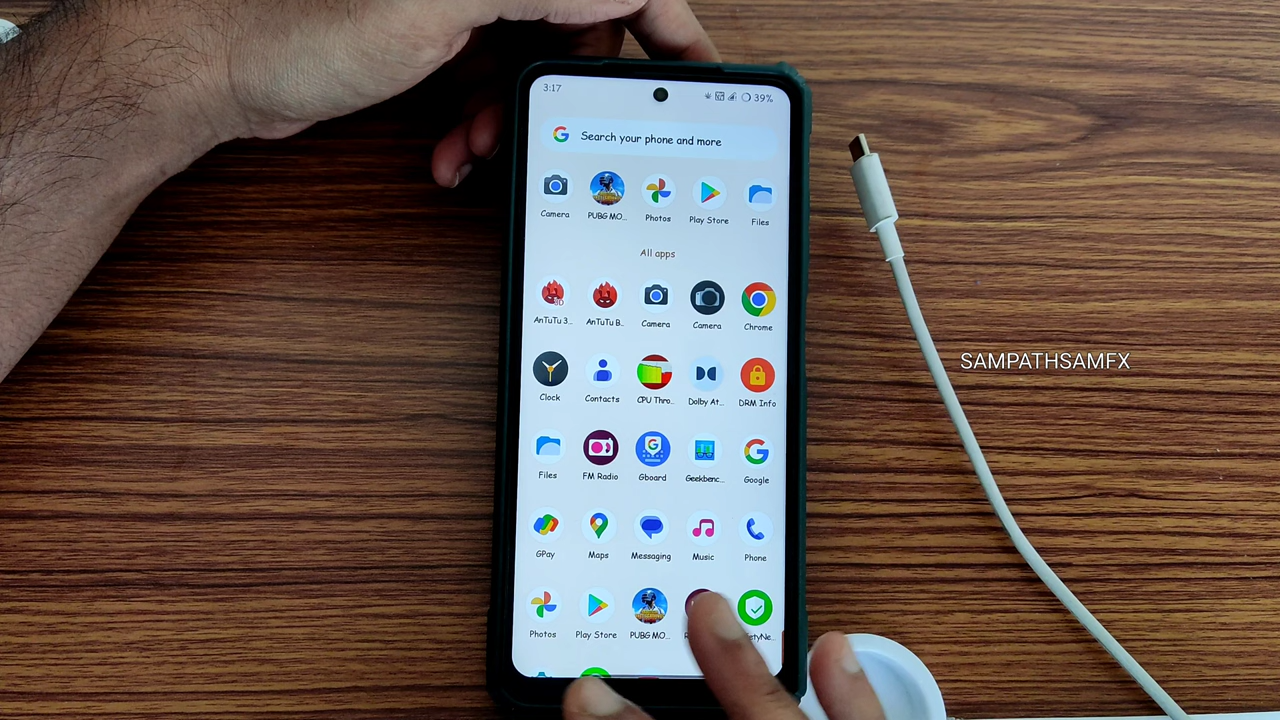 3:17
39%
Search your phone and more
Camera PUBG MO... Photos Play Store Files
All apps
AnTuTu 3... AnTuTu B.. Camera Camera Chrome
Clock Contacts CPU Thro... Dolby At... DRM Info
Files FM Radio Gboard Geekbenc... Google
GPay Maps Messaging Music Phone
Photos Play Store PUBG MO...
SAMPATHSAMFX